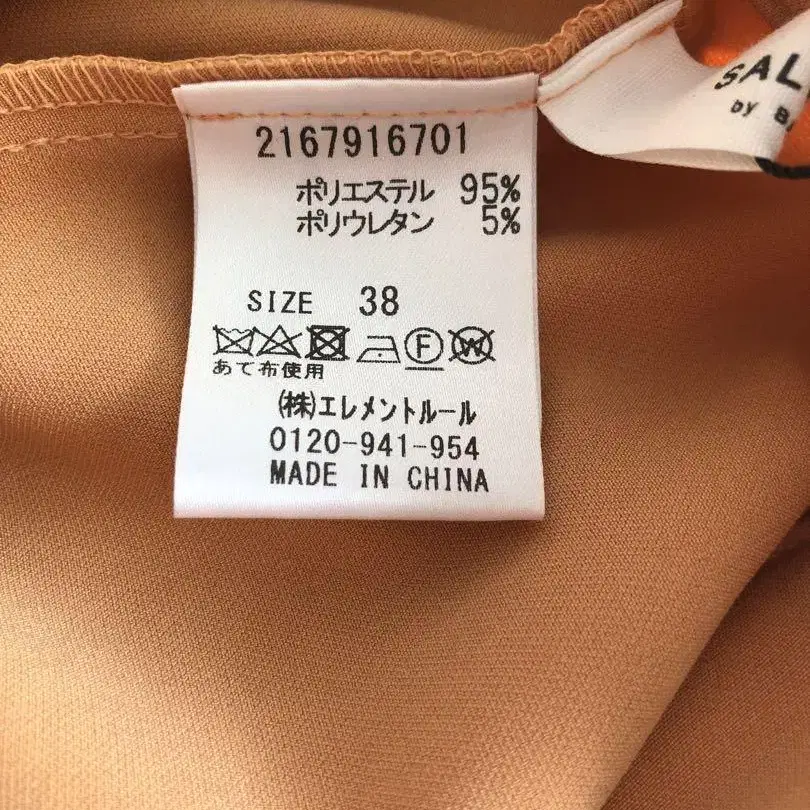 2167916701
ポリエステル 95%
ポリウレタン 5%
SIZE 38
F W
あて布使用
(株)エレメントルール
0120-941-954
MADE IN CHINA
SAL
by B